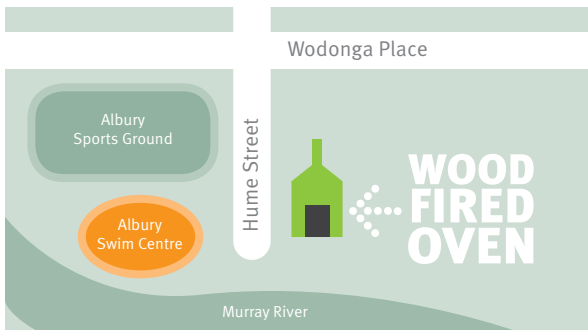 Wodonga Place
Albury
Sports Ground
Hume Street
WOOD
FIRED
OVEN
Albury
Swim Centre
Murray River